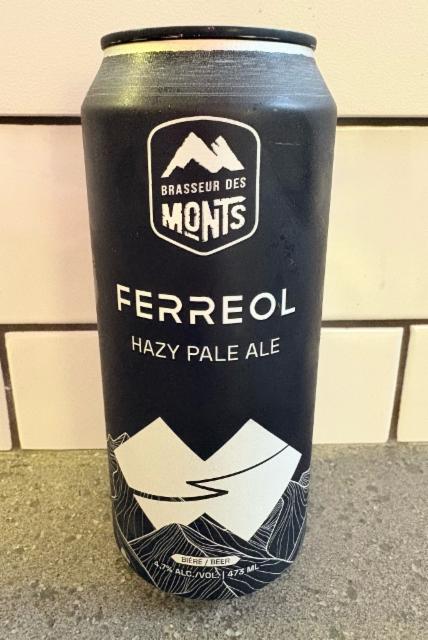 BRASSEUR DES
MONTS
FERREOL
HAZY PALE ALE
BIÈRE / BEER
4.7% ALC./VOL. | 473 ML